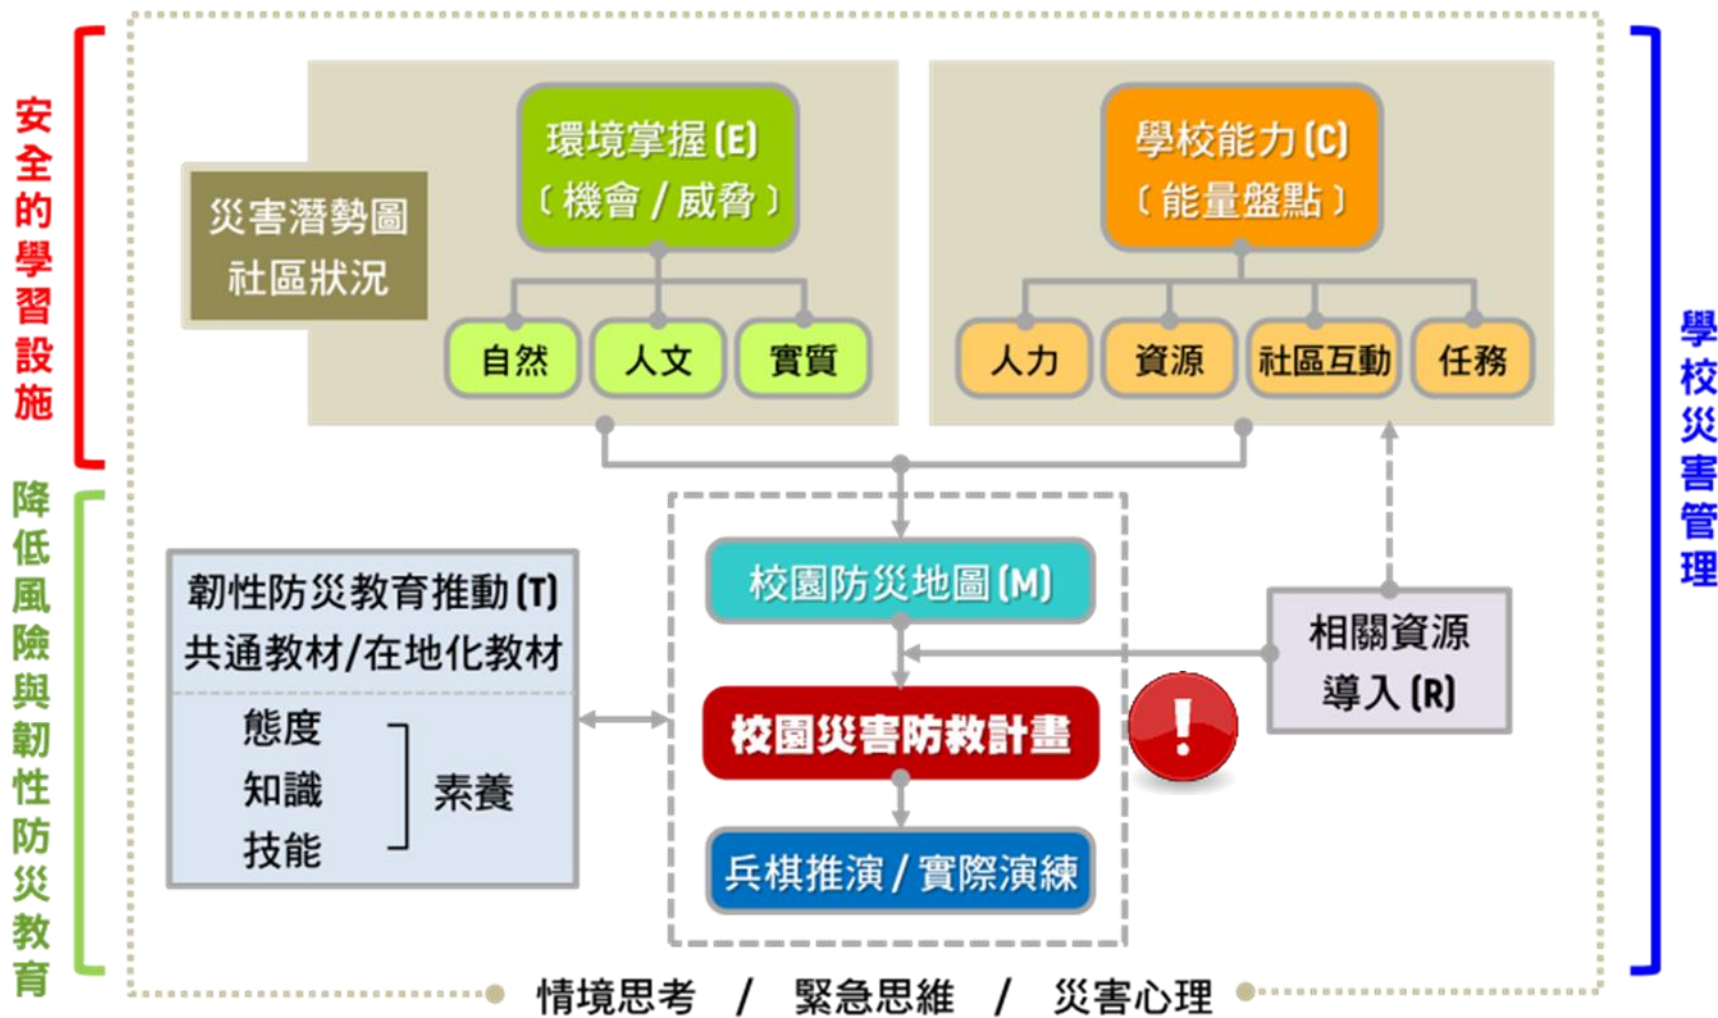 安全的學習設施
降低風險與韌性防災教育
學校災害管理
災害潛勢圖
社區狀況
環境掌握(E)
﹝機會/威脅﹞
自然
人文
實質
學校能力(C)
﹝能量盤點﹞
人力
資源
社區互動
任務
韌性防災教育推動(T)
共通教材/在地化教材
態度
知識
技能
素養
校園防災地圖(M)
校園災害防救計畫
兵棋推演/實際演練
!
相關資源
導入(R)
情境思考 / 緊急思維 / 災害心理